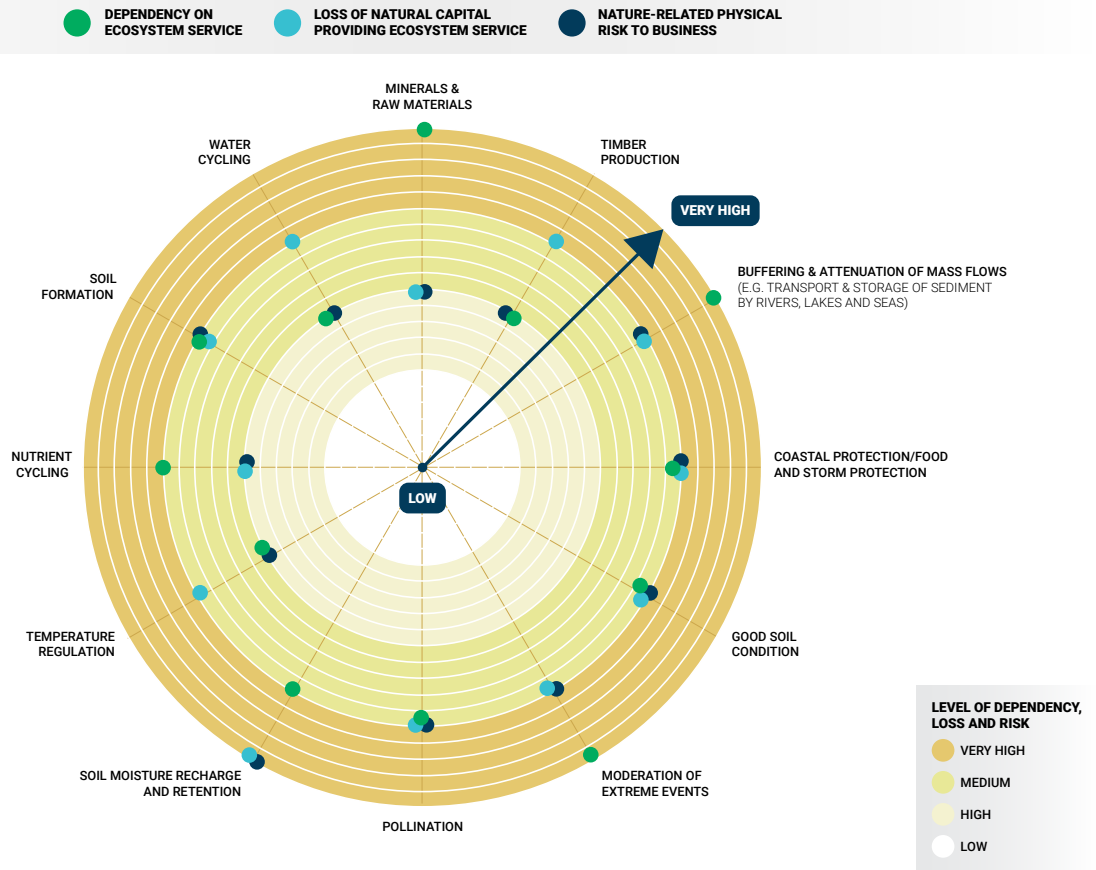 DEPENDENCY ON
ECOSYSTEM SERVICE
LOSS OF NATURAL CAPITAL
PROVIDING ECOSYSTEM SERVICE
NATURE-RELATED PHYSICAL
RISK TO BUSINESS
MINERALS &
RAW MATERIALS
WATER
CYCLING
TIMBER
PRODUCTION
VERY HIGH
BUFFERING & ATTENUATION OF MASS FLOWS
(E.G. TRANSPORT & STORAGE OF SEDIMENT
BY RIVERS, LAKES AND SEAS)
SOIL
FORMATION
NUTRIENT
CYCLING
COASTAL PROTECTION/FOOD
AND STORM PROTECTION
LOW
TEMPERATURE
REGULATION
GOOD SOIL
CONDITION
SOIL MOISTURE RECHARGE
AND RETENTION
MODERATION OF
EXTREME EVENTS
POLLINATION
LEVEL OF DEPENDENCY,
LOSS AND RISK
VERY HIGH
MEDIUM
HIGH
LOW